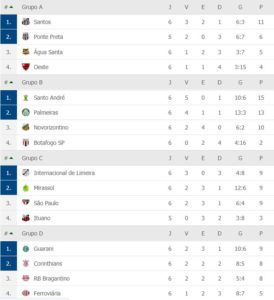 # Grupo A J V E D G P
1. Santos 6 3 2 1 6:3 11
2. Ponte Preta 5 2 0 3 6:7 6
3. Água Santa 6 1 2 3 3:7 5
4. Oeste 6 1 1 4 3:15 4
# Grupo B J V E D G P
1. Santo André 6 5 0 1 10:6 15
2. Palmeiras 6 4 1 1 13:3 13
3. Novorizontino 6 2 4 0 6:2 10
4. Botafogo SP 6 0 2 4 4:16 2
# Grupo C J V E D G P
1. Internacional de Limeira 6 3 0 3 4:8 9
2. Mirassol 6 2 3 1 12:6 9
3. São Paulo 6 2 3 1 6:4 9
4. Ituano 5 0 3 2 3:8 3
# Grupo D J V E D G P
1. Guarani 6 2 3 1 10:6 9
2. Corinthians 6 2 2 2 8:5 8
3. RB Bragantino 6 2 2 2 5:4 8
4. Ferroviária 6 2 1 3 8:7